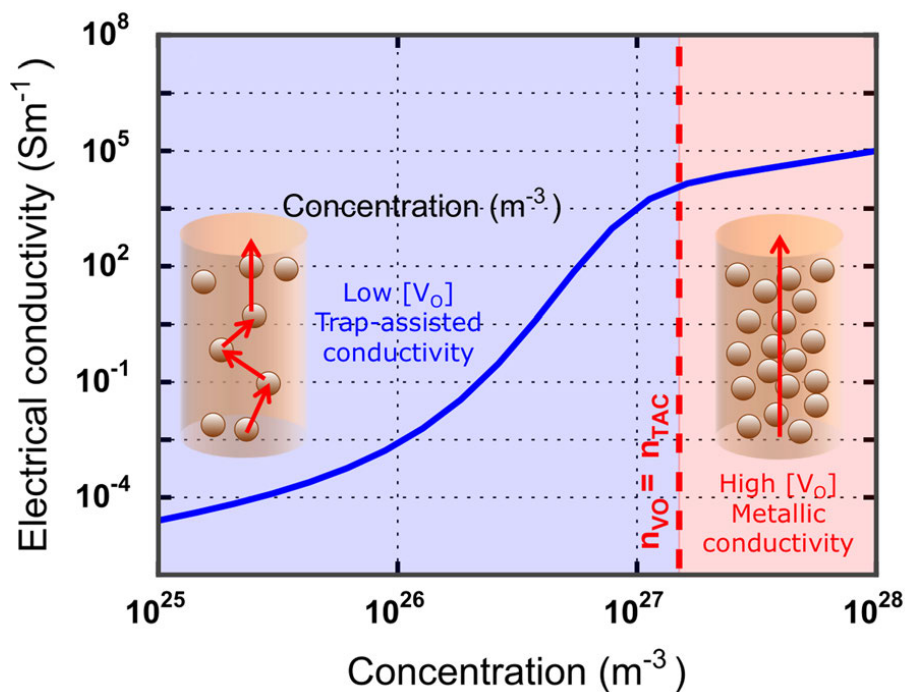 10⁸
10⁵
10²
10⁻¹
10⁻⁴
Electrical conductivity (Sm⁻¹)
Concentration (m⁻³)
Low [V_O]
Trap-assisted
conductivity
n_VO = n_TAC
High [V_O]
Metallic
conductivity
10²⁵
10²⁶
10²⁷
10²⁸
Concentration (m⁻³)